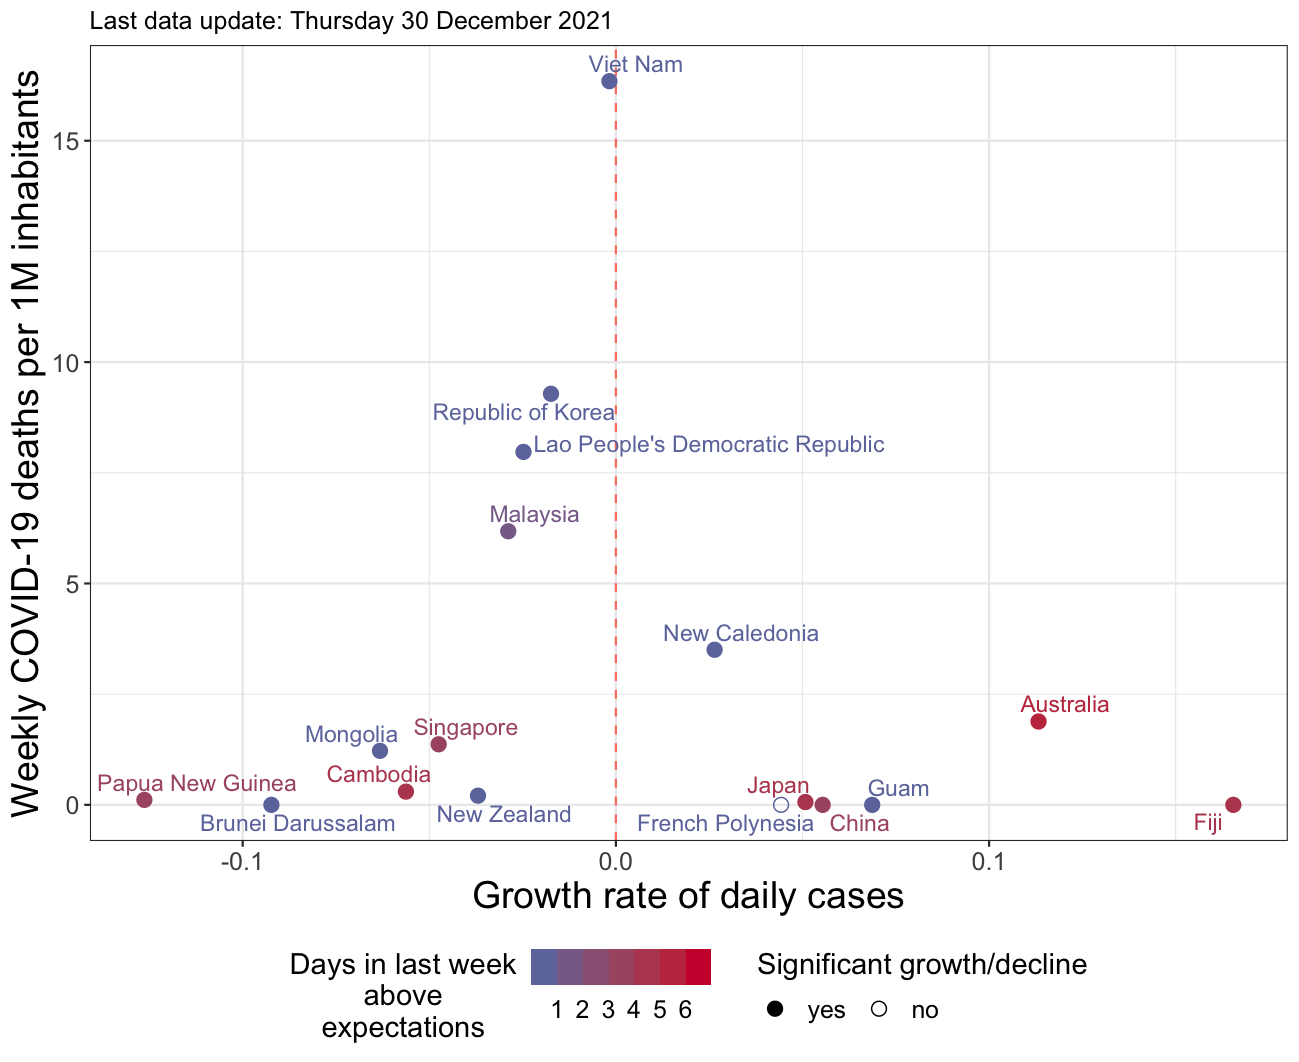 Last data update: Thursday 30 December 2021
Weekly COVID-19 deaths per 1M inhabitants
15
10
5
0
Viet Nam
Republic of Korea
Lao People's Democratic Republic
Malaysia
New Caledonia
Australia
Singapore
Mongolia
Cambodia
Papua New Guinea
Japan
Guam
New Zealand
Brunei Darussalam
French Polynesia
China
Fiji
-0.1
0.0
0.1
Growth rate of daily cases
Days in last week
above
expectations
1 2 3 4 5 6
Significant growth/decline
yes
no